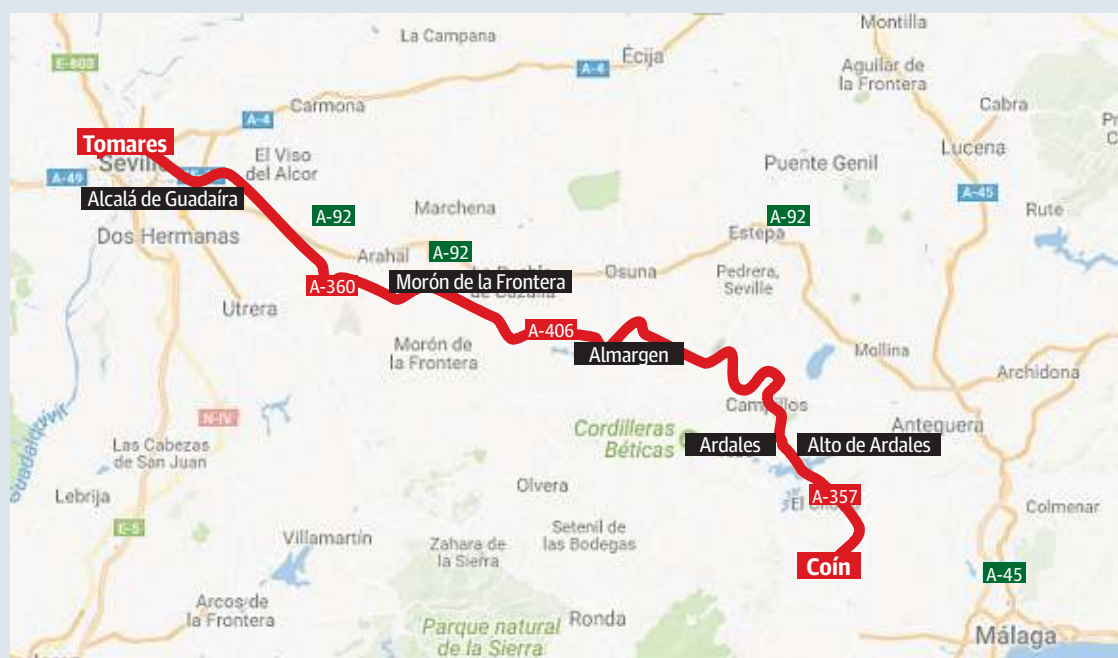 Montilla
La Campana
Écija
E-803
A-4
Aguilar de
la Frontera
Carmona
Cabra
A-4
Tomares
El Viso
del Alcor
Puente Genil
Lucena
A-49
A-45
Alcalá de Guadaíra
A-92
Marchena
A-92
Rute
Dos Hermanas
Estepa
Arahal
A-92
Osuna
Pedrera,
Seville
A-360
Morón de la Frontera
de Cazalla
Utrera
A-406
Morón de
la Frontera
Almargen
Mollina
Archidona
Campillos
N-IV
Antequera
Cordilleras
Béticas
Ardales
Alto de Ardales
Las Cabezas
de San Juan
Guadalquivir
Lebrija
Olvera
A-357
Colmenar
E-5
Villamartín
Zahara de
la Sierra
Setenil de
las Bodegas
Coín
A-45
Arcos de
la Frontera
Parque natural
de la Sierra
Ronda
Málaga